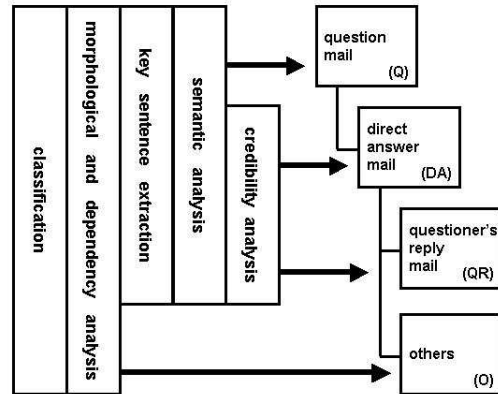 classification
morphological and dependency analysis
key sentence extraction
semantic analysis
credibility analysis
question
mail
(Q)
direct
answer
mail
(DA)
questioner's
reply
mail
(QR)
others
(O)